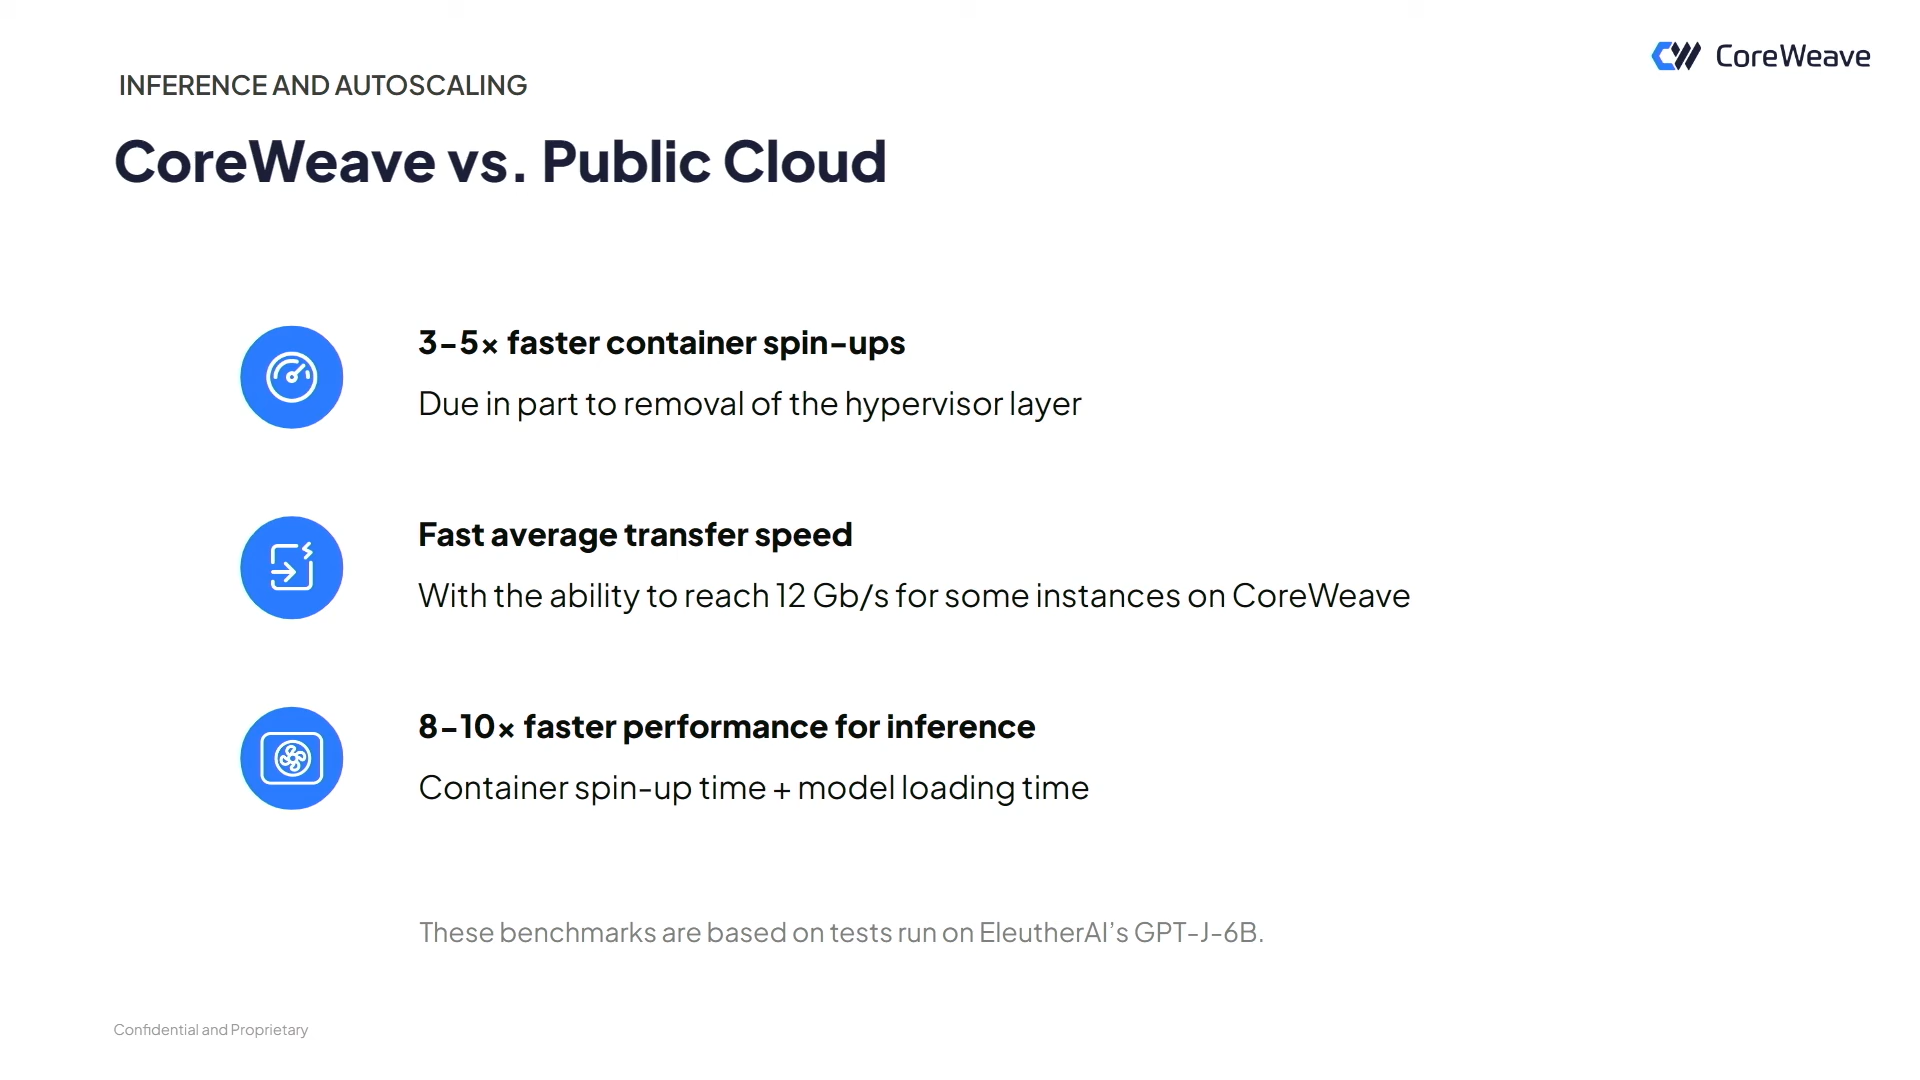 CoreWeave
INFERENCE AND AUTOSCALING
CoreWeave vs. Public Cloud
3–5× faster container spin-ups
Due in part to removal of the hypervisor layer
Fast average transfer speed
With the ability to reach 12 Gb/s for some instances on CoreWeave
8–10× faster performance for inference
Container spin-up time + model loading time
These benchmarks are based on tests run on EleutherAI’s GPT-J-6B.
Confidential and Proprietary